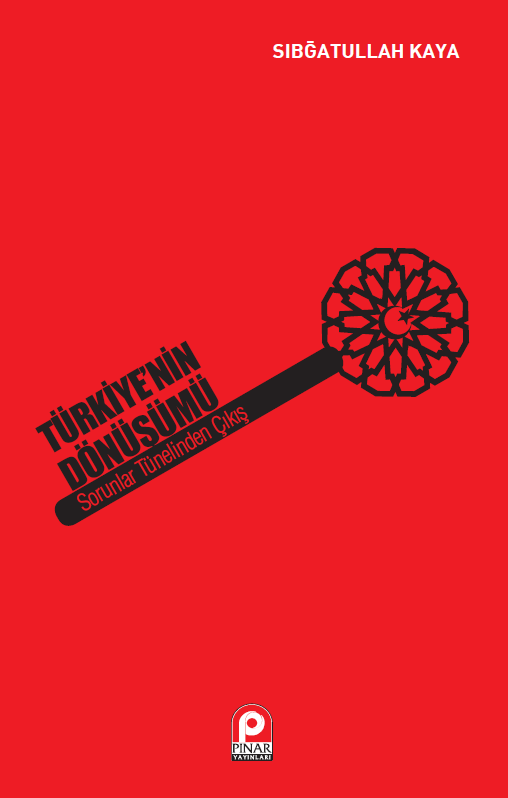 SIBĞATULLAH KAYA
TÜRKİYE'NİN
DÖNÜŞÜMÜ
Sorunlar Tünelinden Çıkış
PINAR
YAYINLARI